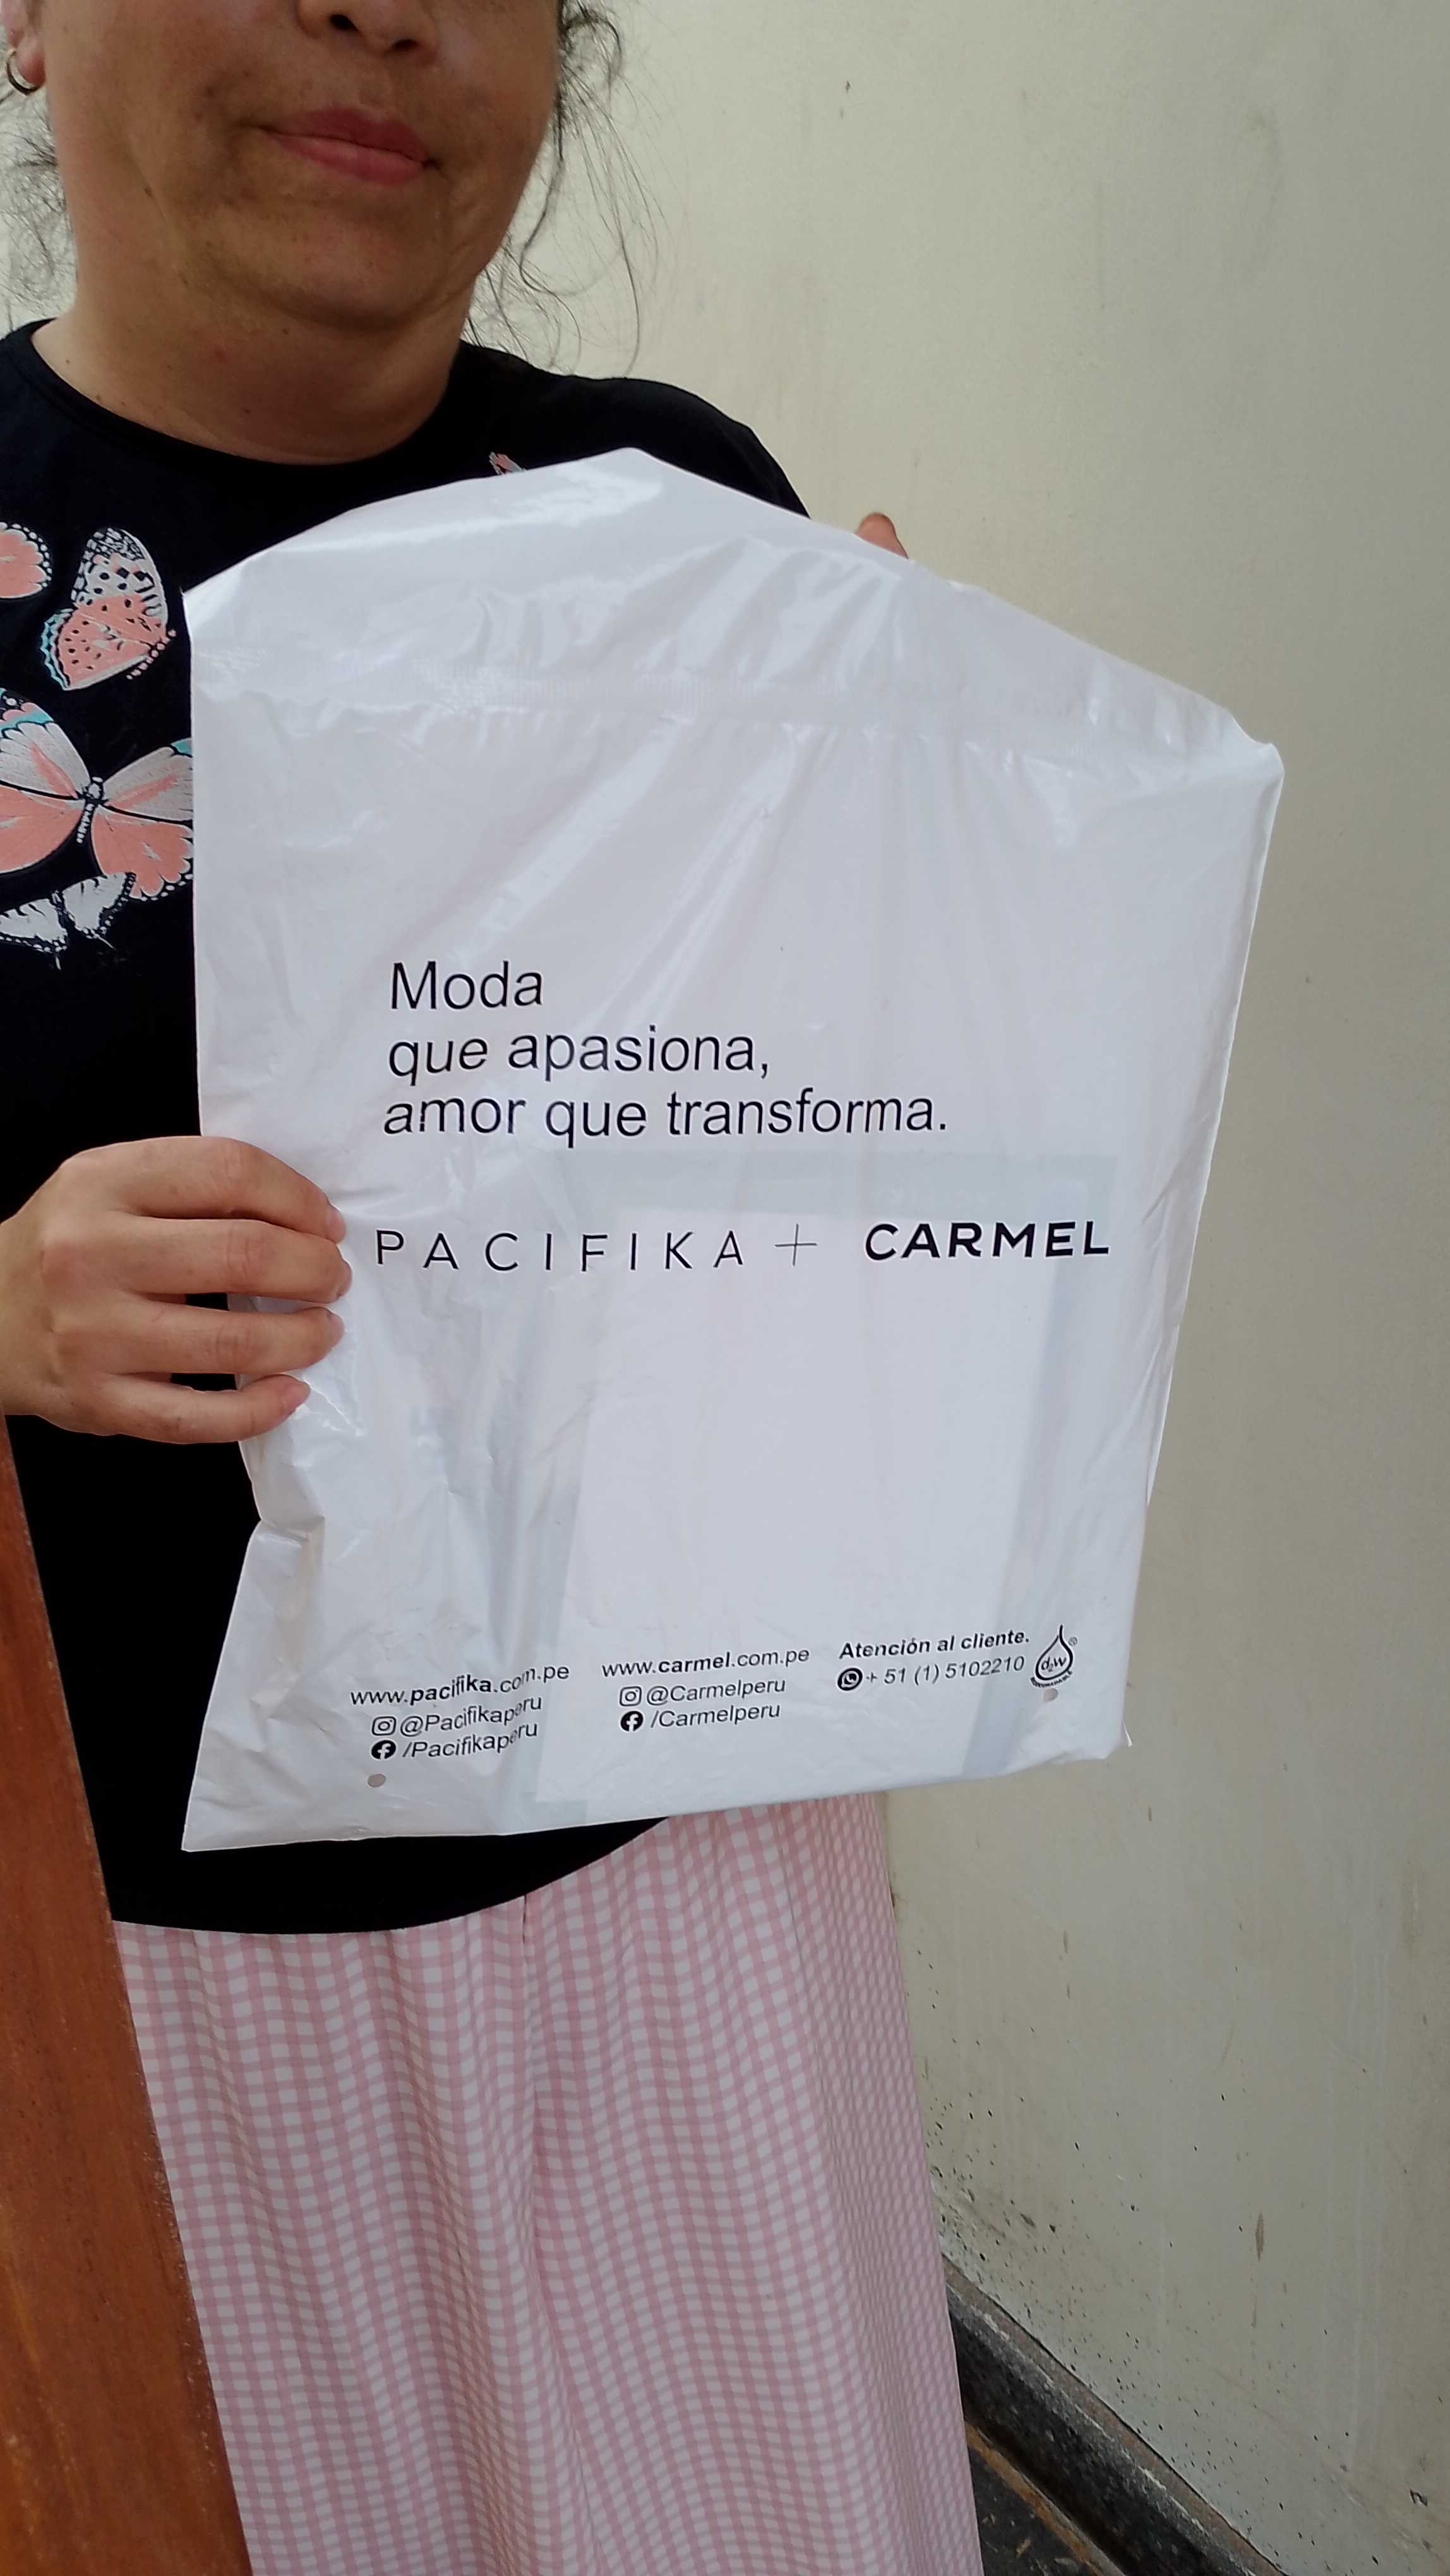 Moda
que apasiona,
amor que transforma.
PACIFIKA + CARMEL
www.pacifika.com.pe
@Pacifikaperu
/Pacifikaperu
www.carmel.com.pe
@Carmelperu
/Carmelperu
Atención al cliente.
+ 51 (1) 5102210
d2w